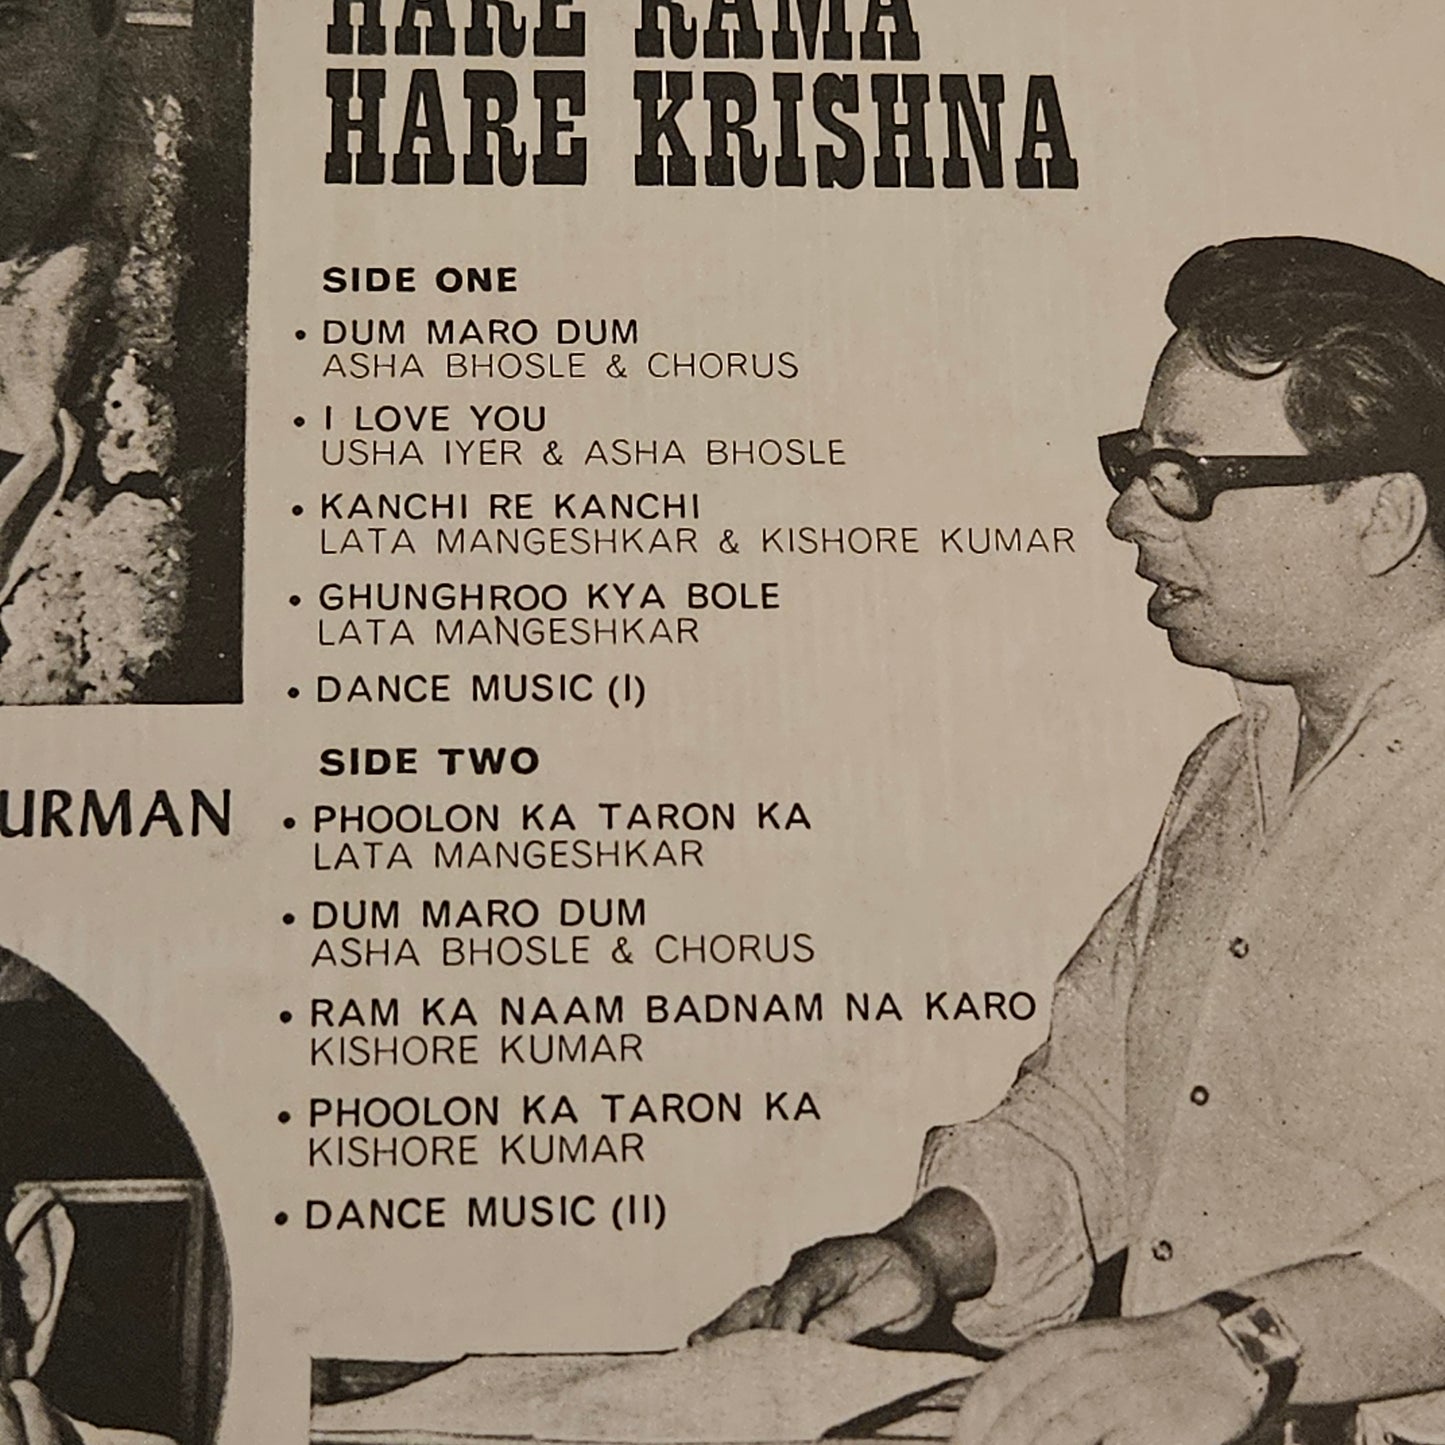 HARE RAMA
HARE KRISHNA
SIDE ONE
• DUM MARO DUM
ASHA BHOSLE & CHORUS
• I LOVE YOU
USHA IYER & ASHA BHOSLE
• KANCHI RE KANCHI
LATA MANGESHKAR & KISHORE KUMAR
• GHUNGHROO KYA BOLE
LATA MANGESHKAR
• DANCE MUSIC (I)
SIDE TWO
• PHOOLON KA TARON KA
LATA MANGESHKAR
• DUM MARO DUM
ASHA BHOSLE & CHORUS
• RAM KA NAAM BADNAM NA KARO
KISHORE KUMAR
• PHOOLON KA TARON KA
KISHORE KUMAR
• DANCE MUSIC (II)
URMAN